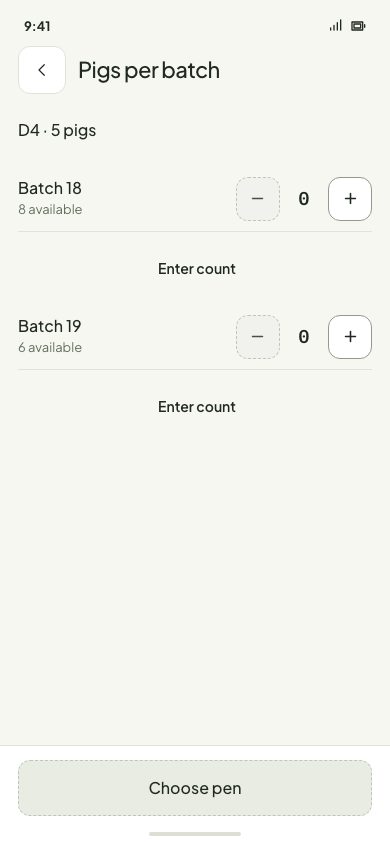 9:41
Pigs per batch
D4 · 5 pigs
Batch 18
8 available
− 0 +
Enter count
Batch 19
6 available
− 0 +
Enter count
Choose pen